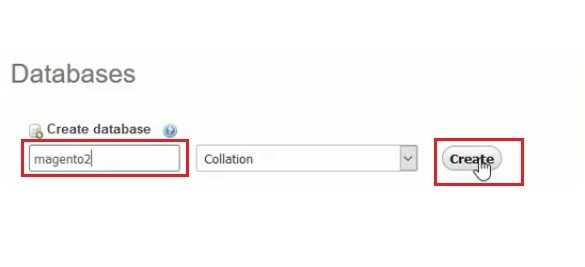 Databases
Create database
magento2
Collation
Create